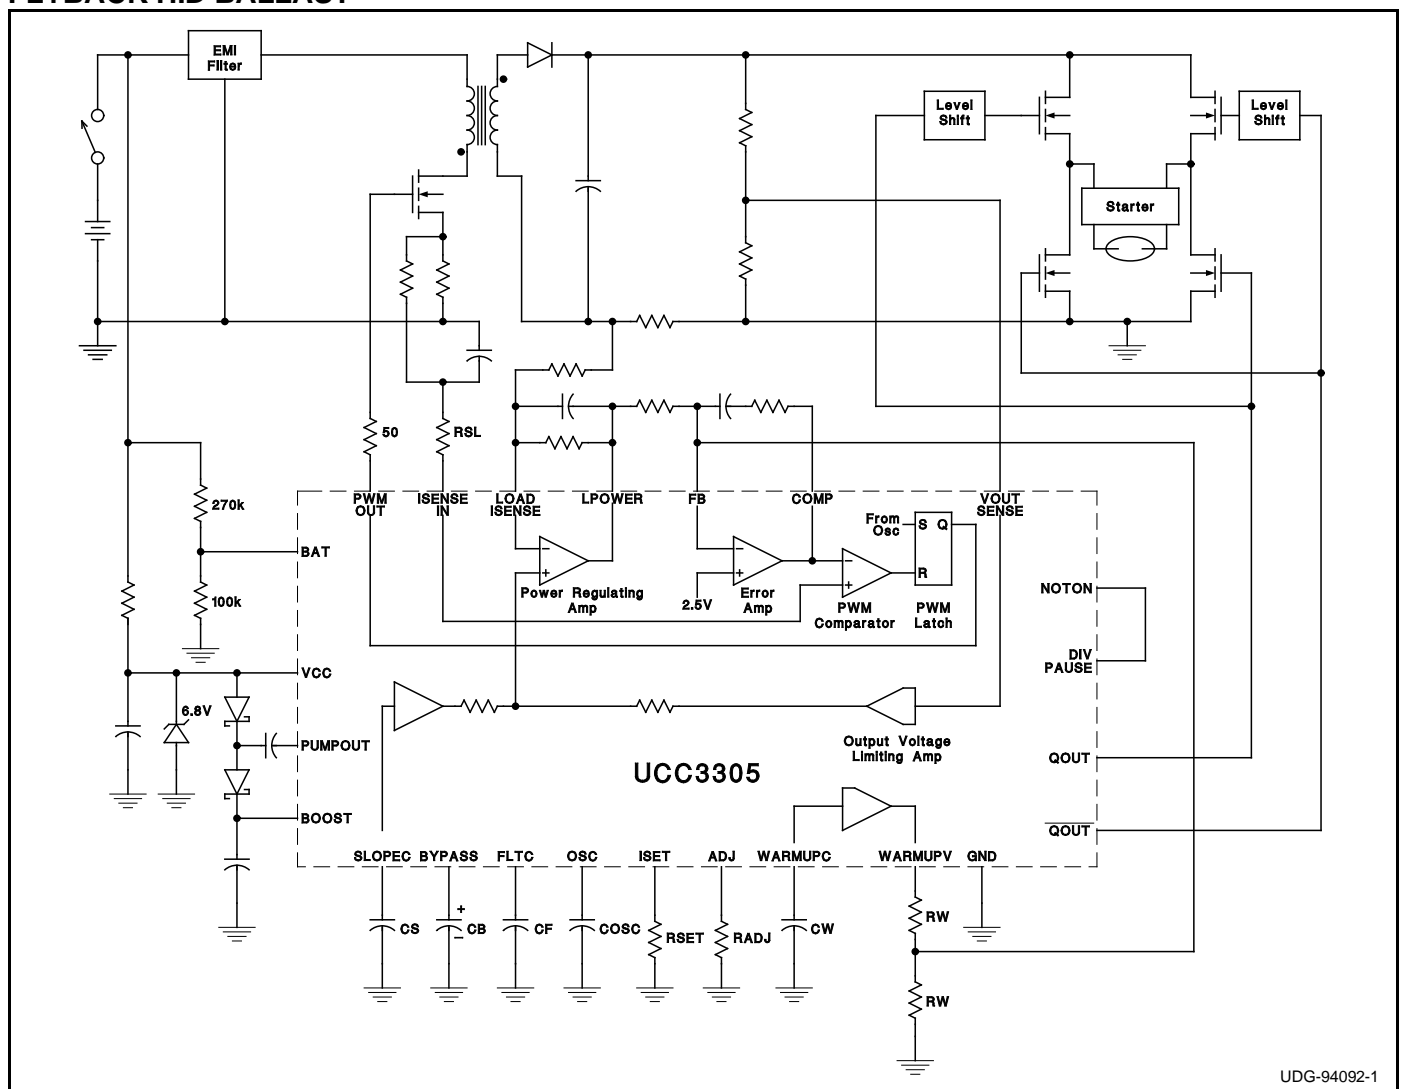 EMI
Filter
Level
Shift
Level
Shift
Starter
50
RSL
270k
PWM
OUT
ISENSE
IN
LOAD
ISENSE
LPOWER
FB
COMP
VOUT
SENSE
From
Osc
S Q
R
BAT
100k
Power Regulating
Amp
2.5V
Error
Amp
PWM
Comparator
PWM
Latch
NOTON
DIV
PAUSE
VCC
6.8V
PUMPOUT
Output Voltage
Limiting Amp
QOUT
UCC3305
BOOST
QOUT
SLOPEC
BYPASS
FLTC
OSC
ISET
ADJ
WARMUPC
WARMUPV
GND
CS
+
CB
–
CF
COSC
RSET
RADJ
CW
RW
RW
UDG-94092-1